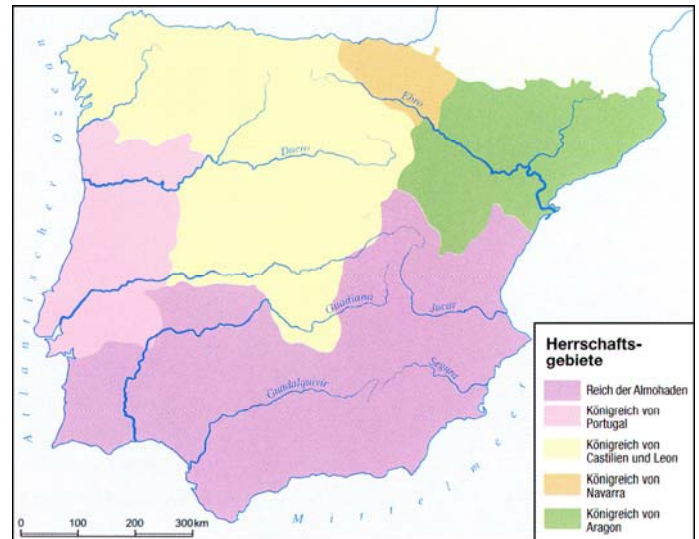 Atlantischer Ozean
Ebro
Duero
Guadiana
Jucar
Segura
Guadalquivir
Mittelmeer
0 100 200 300 km
Herrschafts-
gebiete
Reich der Almohaden
Königreich von
Portugal
Königreich von
Castilien und Leon
Königreich von
Navarra
Königreich von
Aragon